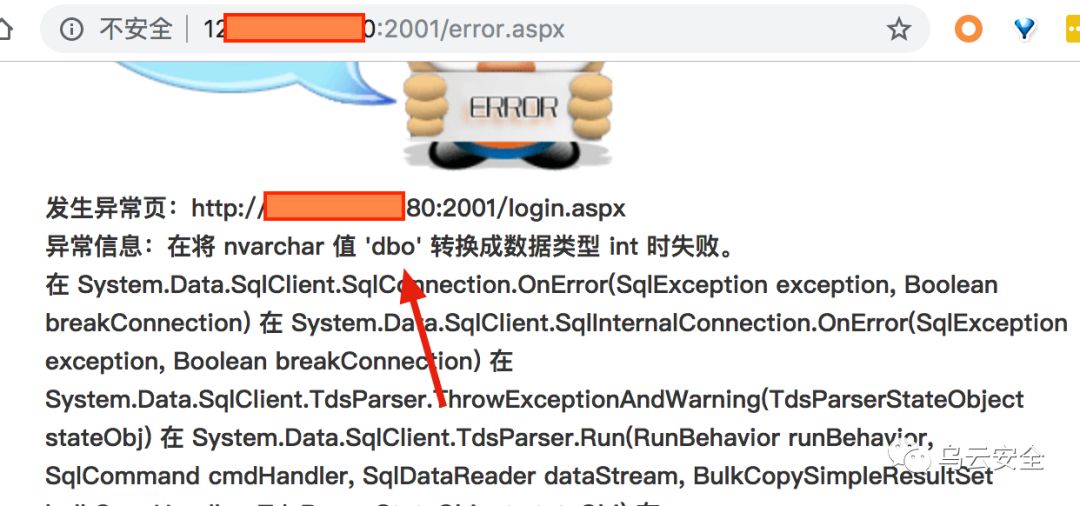 不安全 | 12 0:2001/error.aspx
ERROR
发生异常页：http:// 80:2001/login.aspx
异常信息：在将 nvarchar 值 'dbo' 转换成数据类型 int 时失败。
在 System.Data.SqlClient.SqlConnection.OnError(SqlException exception, Boolean
breakConnection) 在 System.Data.SqlClient.SqlInternalConnection.OnError(SqlException
exception, Boolean breakConnection) 在
System.Data.SqlClient.TdsParser.ThrowExceptionAndWarning(TdsParserStateObject
stateObj) 在 System.Data.SqlClient.TdsParser.Run(RunBehavior runBehavior,
SqlCommand cmdHandler, SqlDataReader dataStream, BulkCopySimpleResultSet
乌云安全